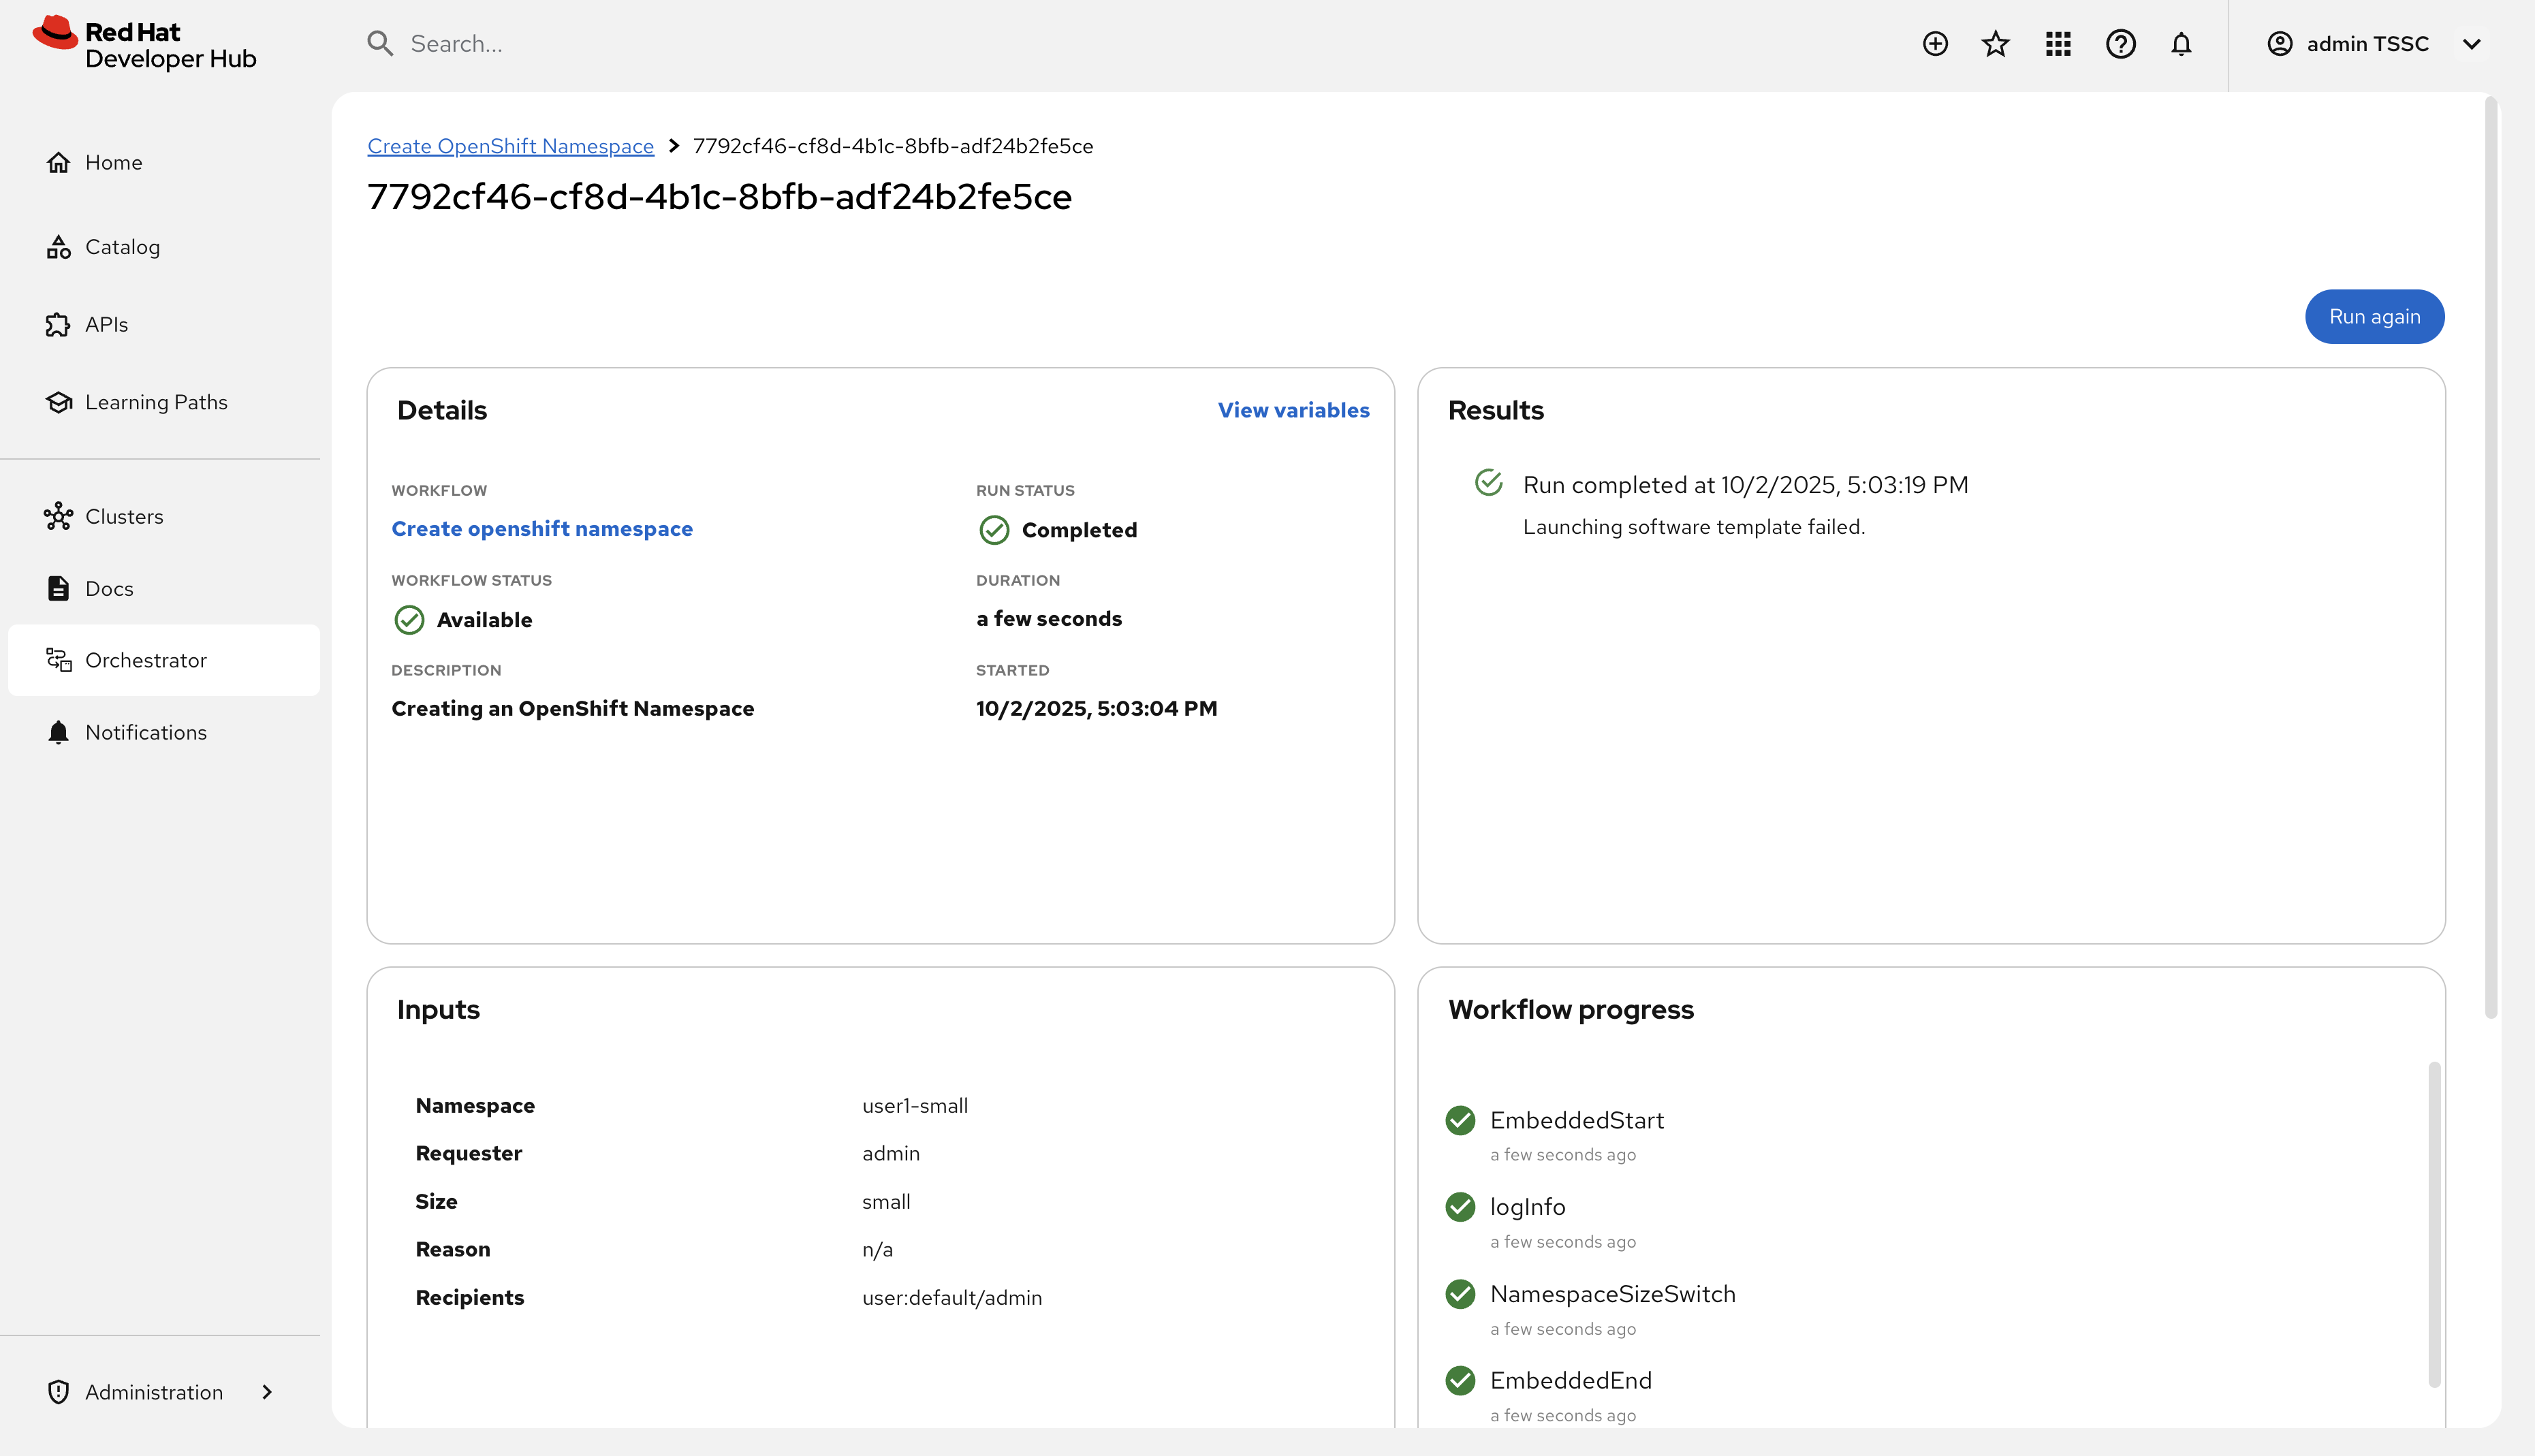 Red Hat
Developer Hub
Search...
admin TSSC
Home
Catalog
APIs
Learning Paths
Clusters
Docs
Orchestrator
Notifications
Administration
Create OpenShift Namespace > 7792cf46-cf8d-4b1c-8bfb-adf24b2fe5ce
7792cf46-cf8d-4b1c-8bfb-adf24b2fe5ce
Run again
Details
View variables
WORKFLOW
Create openshift namespace
RUN STATUS
Completed
WORKFLOW STATUS
Available
DURATION
a few seconds
DESCRIPTION
Creating an OpenShift Namespace
STARTED
10/2/2025, 5:03:04 PM
Results
Run completed at 10/2/2025, 5:03:19 PM
Launching software template failed.
Inputs
Namespace user1-small
Requester admin
Size small
Reason n/a
Recipients user:default/admin
Workflow progress
EmbeddedStart
a few seconds ago
logInfo
a few seconds ago
NamespaceSizeSwitch
a few seconds ago
EmbeddedEnd
a few seconds ago